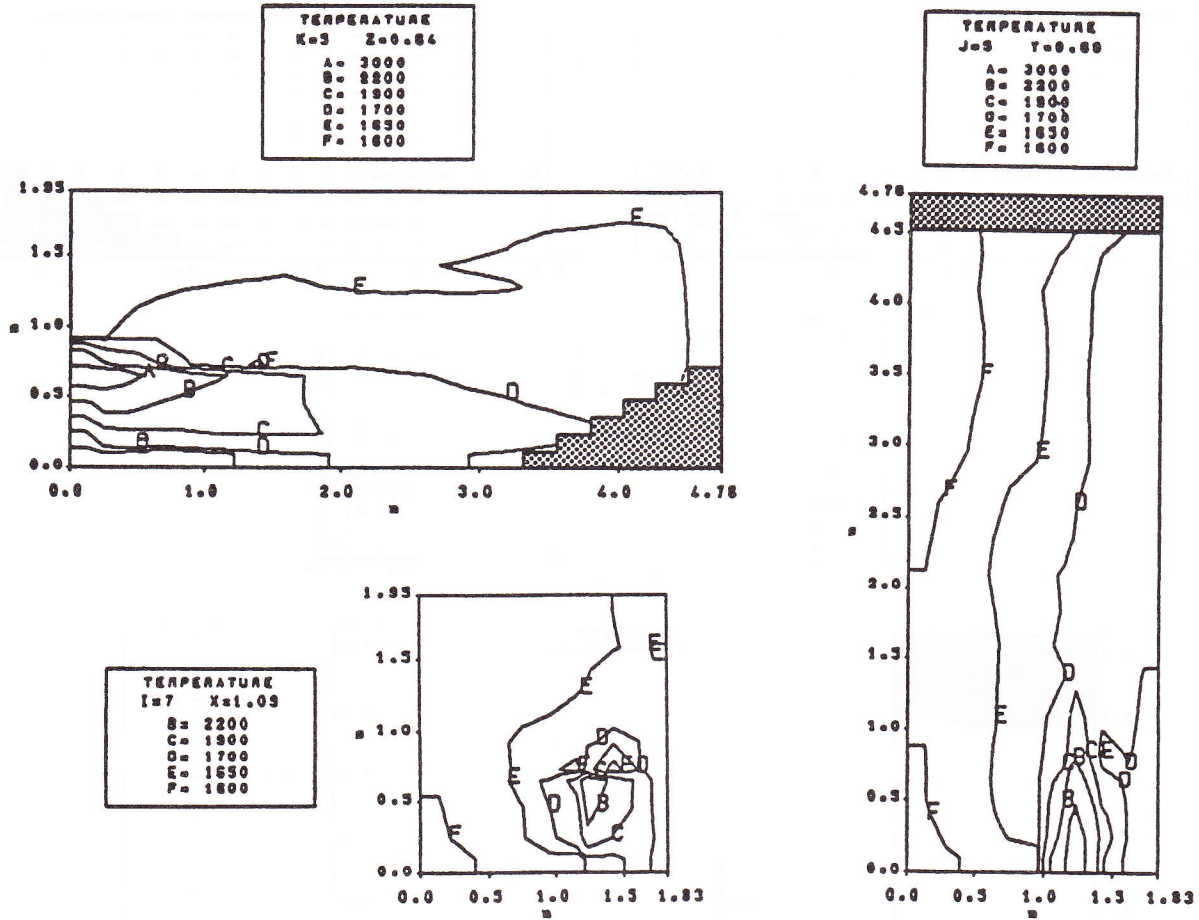 TEMPERATURE
K=5 Z=0.64
A= 3000
B= 2200
C= 1900
D= 1700
E= 1650
F= 1600
1.95
1.5
m 1.0
0.5
0.0
0.0 1.0 2.0 3.0 4.0 4.78
m
E
E
B C D E
A
B
D
C
B D
TEMPERATURE
J=5 Y=0.60
A= 3000
B= 2200
C= 1900
D= 1700
E= 1650
F= 1600
4.78
4.5
4.0
3.5
3.0
2.5
m
2.0
1.5
1.0
0.5
0.0
0.0 0.5 1.0 1.5 1.83
m
F
E
F
D
D
E
C B C E D
D
B
F
TEMPERATURE
I=7 X=1.09
B= 2200
C= 1900
D= 1700
E= 1650
F= 1600
1.95
1.5
m 1.0
0.5
0.0
0.0 0.5 1.0 1.5 1.83
m
E
E
D
E
D
D B
C
F